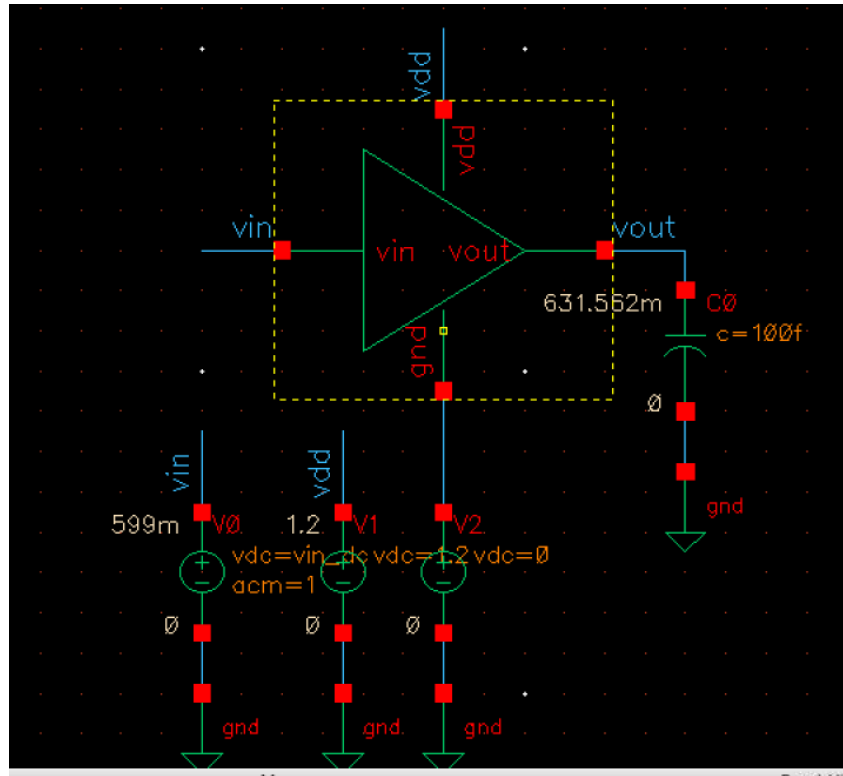 vdd
vdd
vin
vin
vout
vout
gnd
631.562m
C0
c=100f
0
gnd
vin
vdd
599m
V0
1.2
V1
V2
vdc=vin_dc
vdc=1.2
vdc=0
acm=1
0
0
0
gnd
gnd
gnd